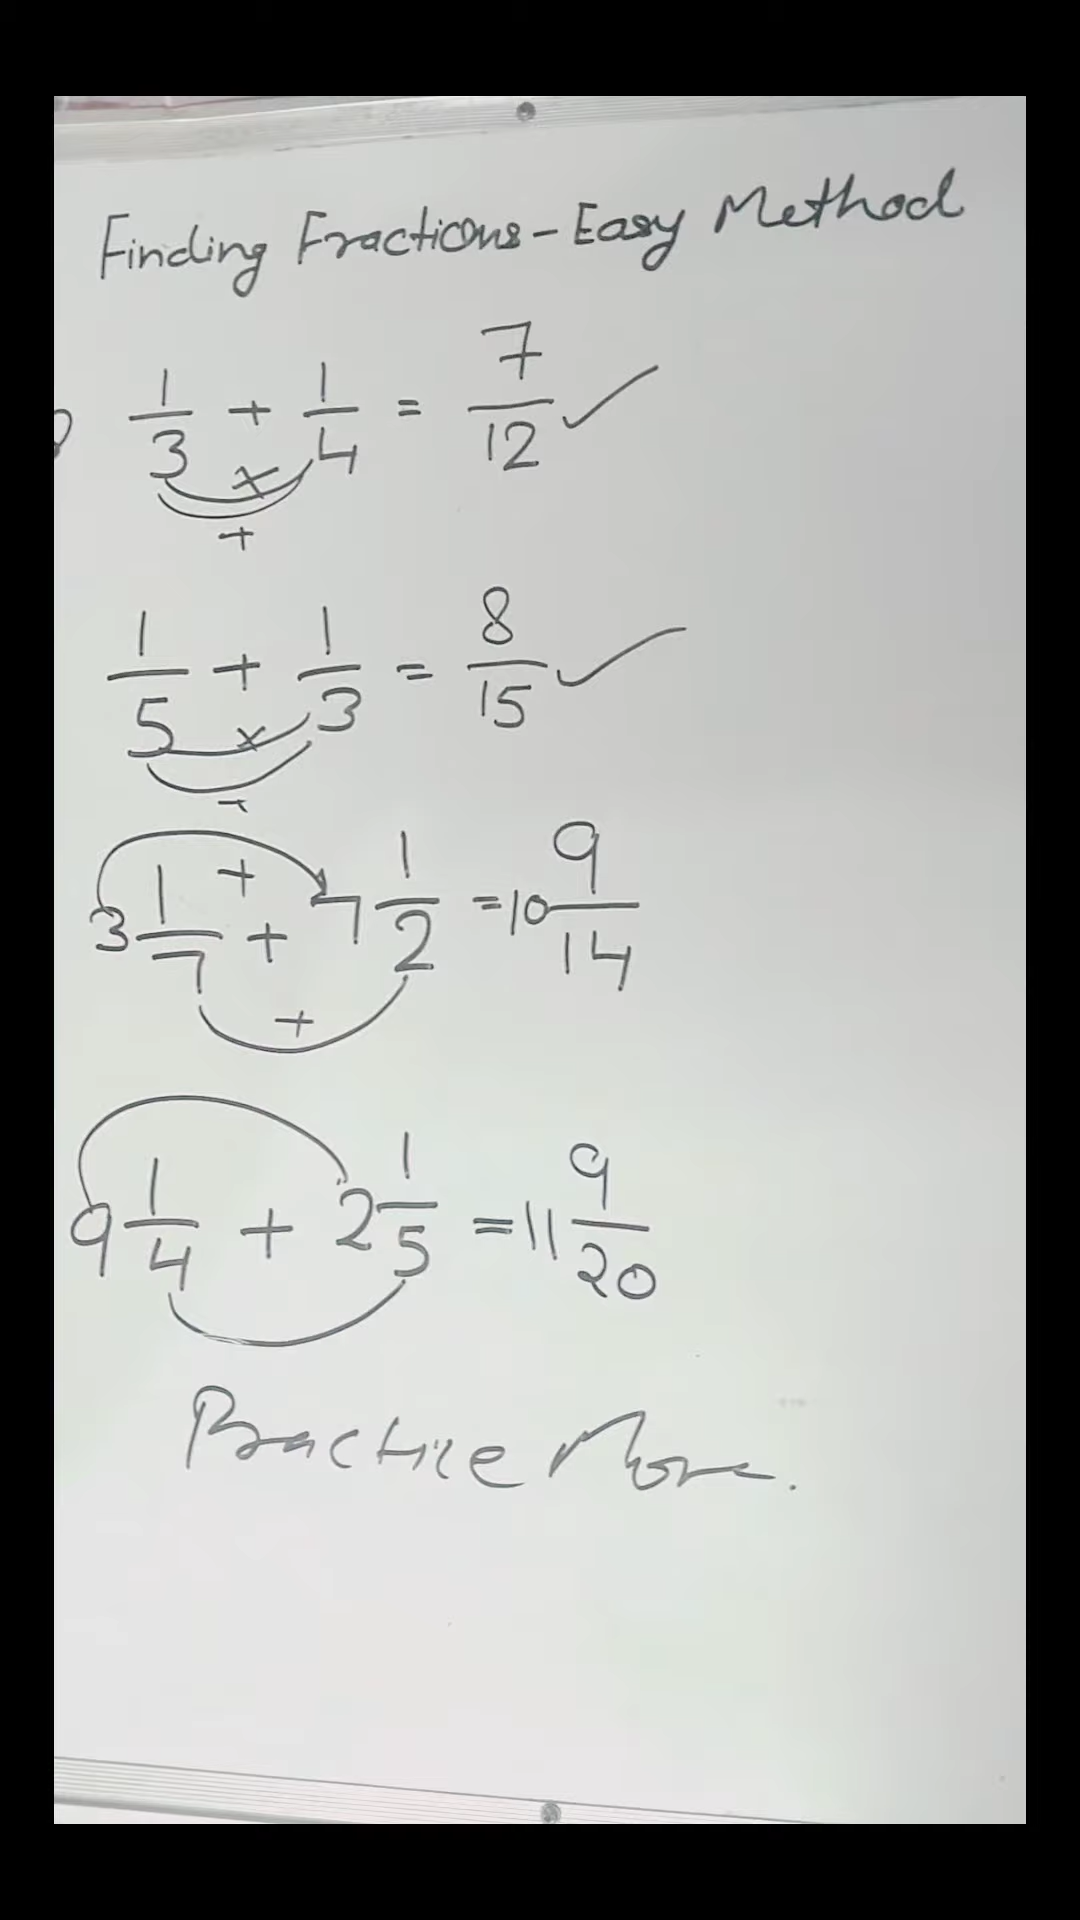 Finding Fractions - Easy Method
1/3 + 1/4 = 7/12 ✓
×
+
1/5 + 1/3 = 8/15 ✓
×
+
+
3 1/7 + 7 1/2 = 10 9/14
+
9 1/4 + 2 1/5 = 11 9/20
Practice More.